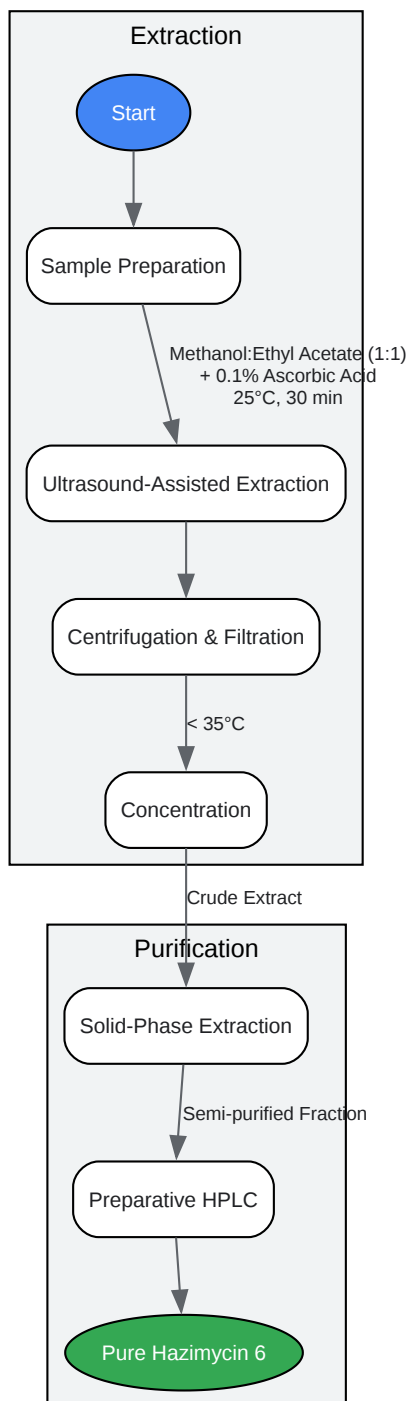 Extraction
Start
Sample Preparation
Methanol:Ethyl Acetate (1:1)
+ 0.1% Ascorbic Acid
25°C, 30 min
Ultrasound-Assisted Extraction
Centrifugation & Filtration
< 35°C
Concentration
Crude Extract
Purification
Solid-Phase Extraction
Semi-purified Fraction
Preparative HPLC
Pure Hazimycin 6